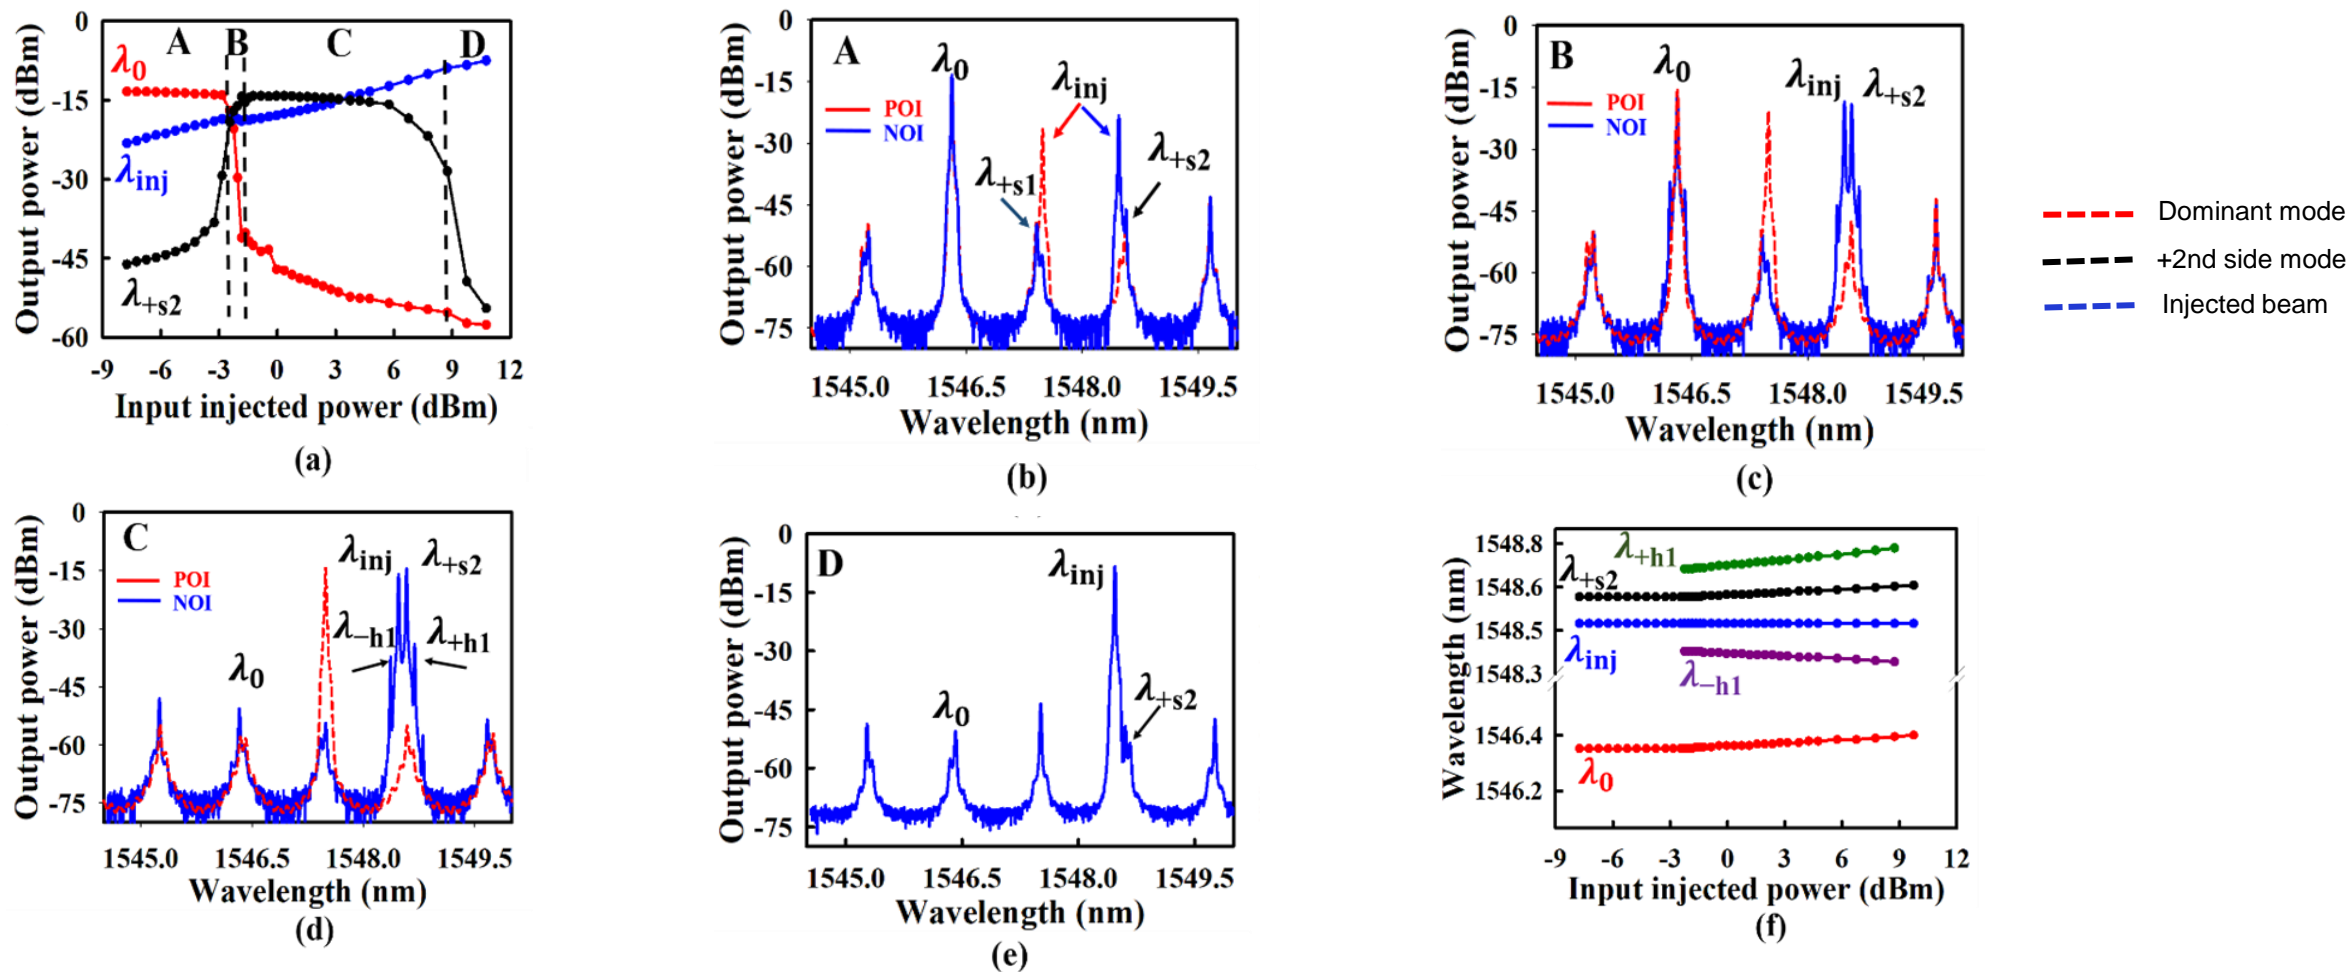 0
-15
-30
-45
-60
Output power (dBm)
A
B
C
D
λ0
λinj
λ+s2
-9
-6
-3
0
3
6
9
12
Input injected power (dBm)
(a)
0
-15
-30
-45
-60
-75
Output power (dBm)
A
λ0
λinj
POI
NOI
λ+s1
λ+s2
1545.0
1546.5
1548.0
1549.5
Wavelength (nm)
(b)
0
-15
-30
-45
-60
-75
Output power (dBm)
B
λ0
λinj
λ+s2
POI
NOI
1545.0
1546.5
1548.0
1549.5
Wavelength (nm)
(c)
Dominant mode
+2nd side mode
Injected beam
0
-15
-30
-45
-60
-75
Output power (dBm)
C
λinj
λ+s2
POI
NOI
λ−h1
λ+h1
λ0
1545.0
1546.5
1548.0
1549.5
Wavelength (nm)
(d)
0
-15
-30
-45
-60
-75
Output power (dBm)
D
λinj
λ0
λ+s2
1545.0
1546.5
1548.0
1549.5
Wavelength (nm)
(e)
1548.8
1548.6
1548.5
1548.3
1546.4
1546.2
Wavelength (nm)
λ+h1
λ+s2
λinj
λ−h1
λ0
-9
-6
-3
0
3
6
9
12
Input injected power (dBm)
(f)